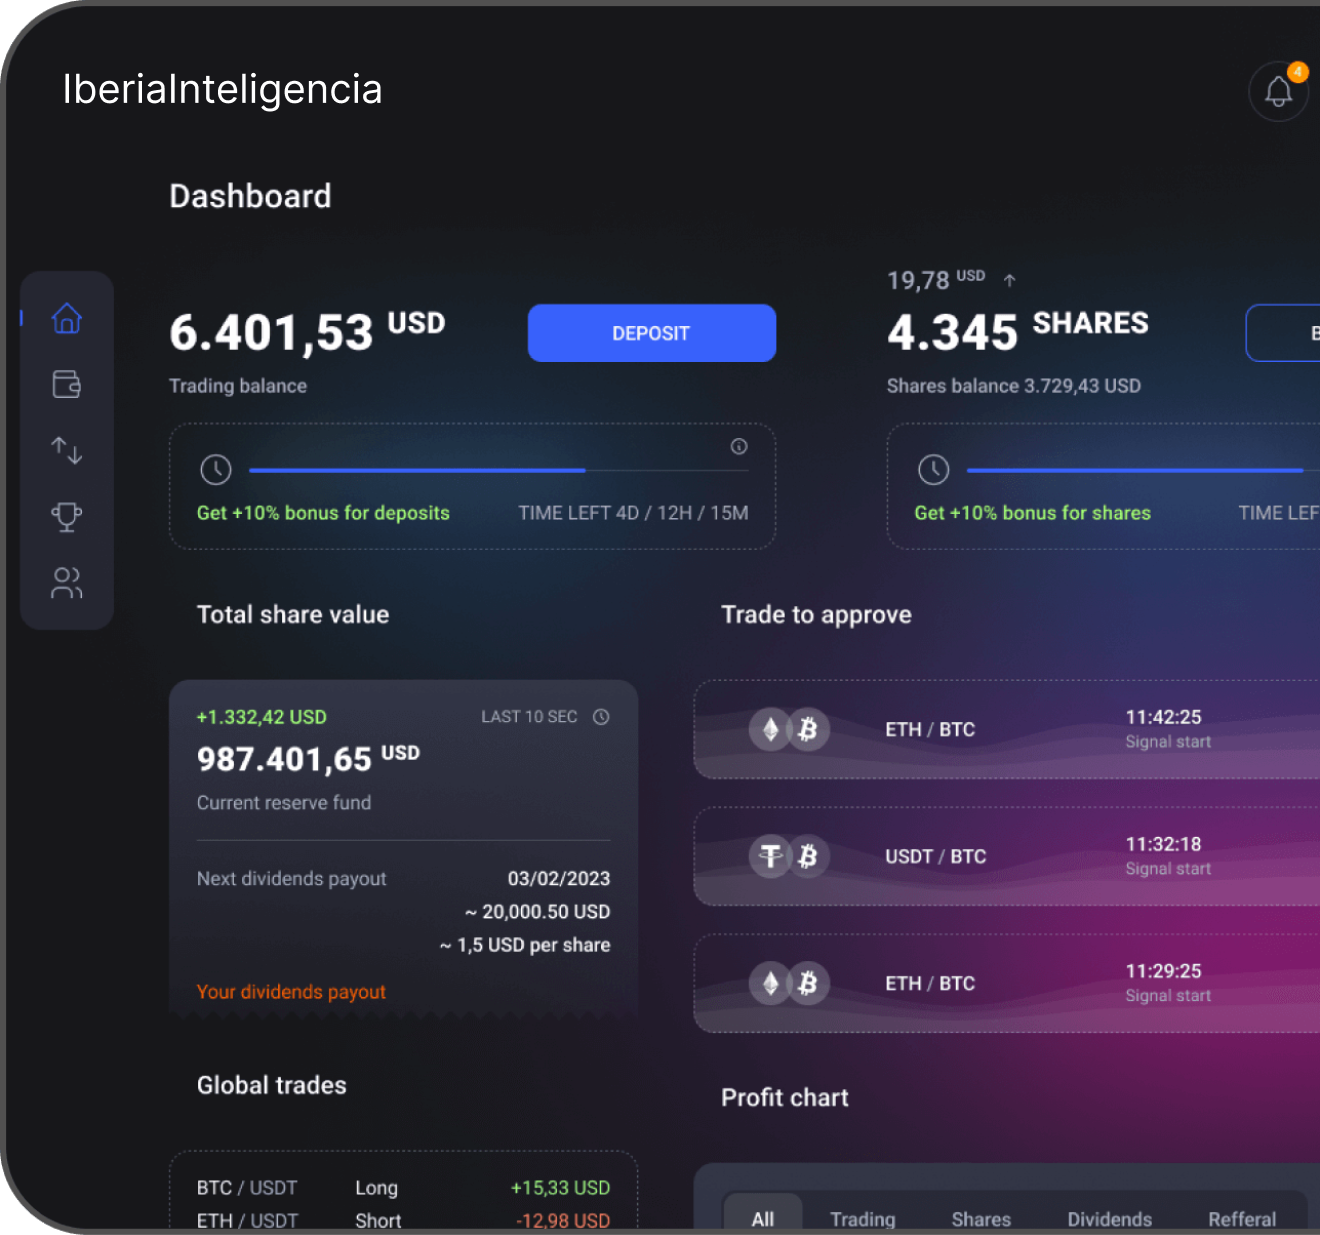 IberiaInteligencia
4
Dashboard
6.401,53 USD
DEPOSIT
Trading balance
19,78 USD ↑
4.345 SHARES
B
Shares balance 3.729,43 USD
Get +10% bonus for deposits
TIME LEFT 4D / 12H / 15M
Get +10% bonus for shares
TIME LEF
Total share value
+1.332,42 USD
LAST 10 SEC
987.401,65 USD
Current reserve fund
Next dividends payout
03/02/2023
~ 20,000.50 USD
~ 1,5 USD per share
Your dividends payout
Trade to approve
ETH / BTC
11:42:25
Signal start
USDT / BTC
11:32:18
Signal start
ETH / BTC
11:29:25
Signal start
Global trades
BTC / USDT Long +15,33 USD
ETH / USDT Short -12,98 USD
Profit chart
All Trading Shares Dividends Refferal